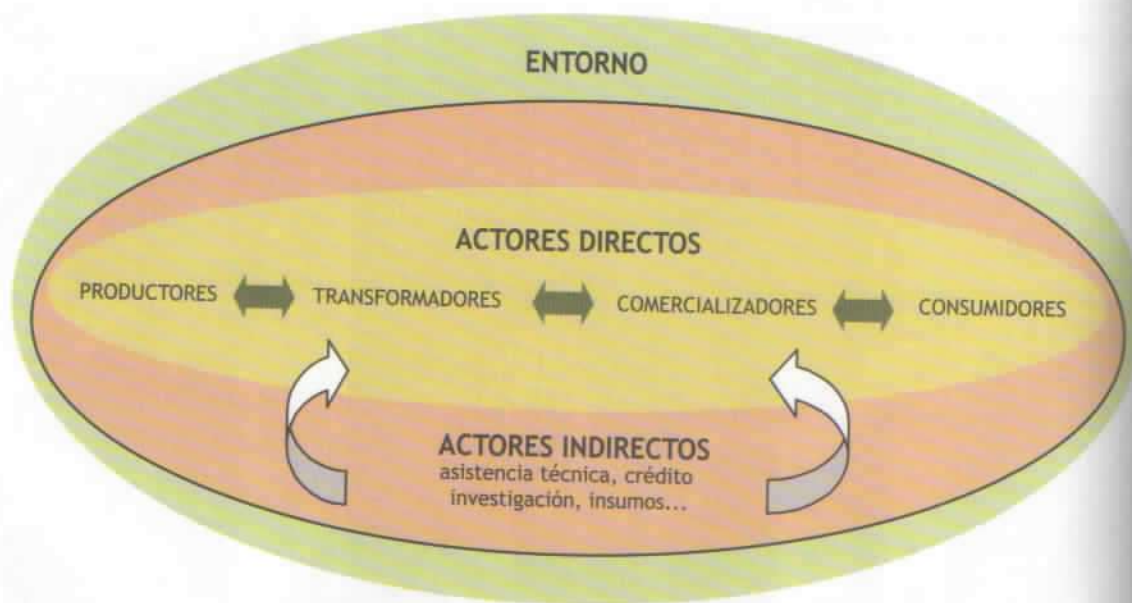 ENTORNO
ACTORES DIRECTOS
PRODUCTORES TRANSFORMADORES COMERCIALIZADORES CONSUMIDORES
ACTORES INDIRECTOS
asistencia técnica, crédito
investigación, insumos...